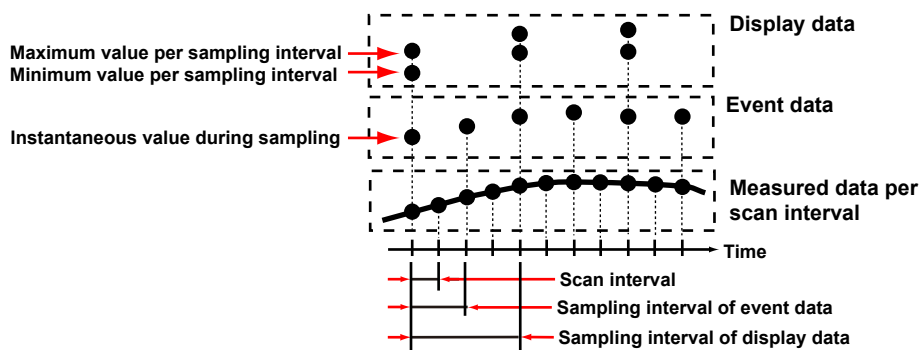 Display data
Maximum value per sampling interval
Minimum value per sampling interval
Event data
Instantaneous value during sampling
Measured data per
scan interval
Time
Scan interval
Sampling interval of event data
Sampling interval of display data